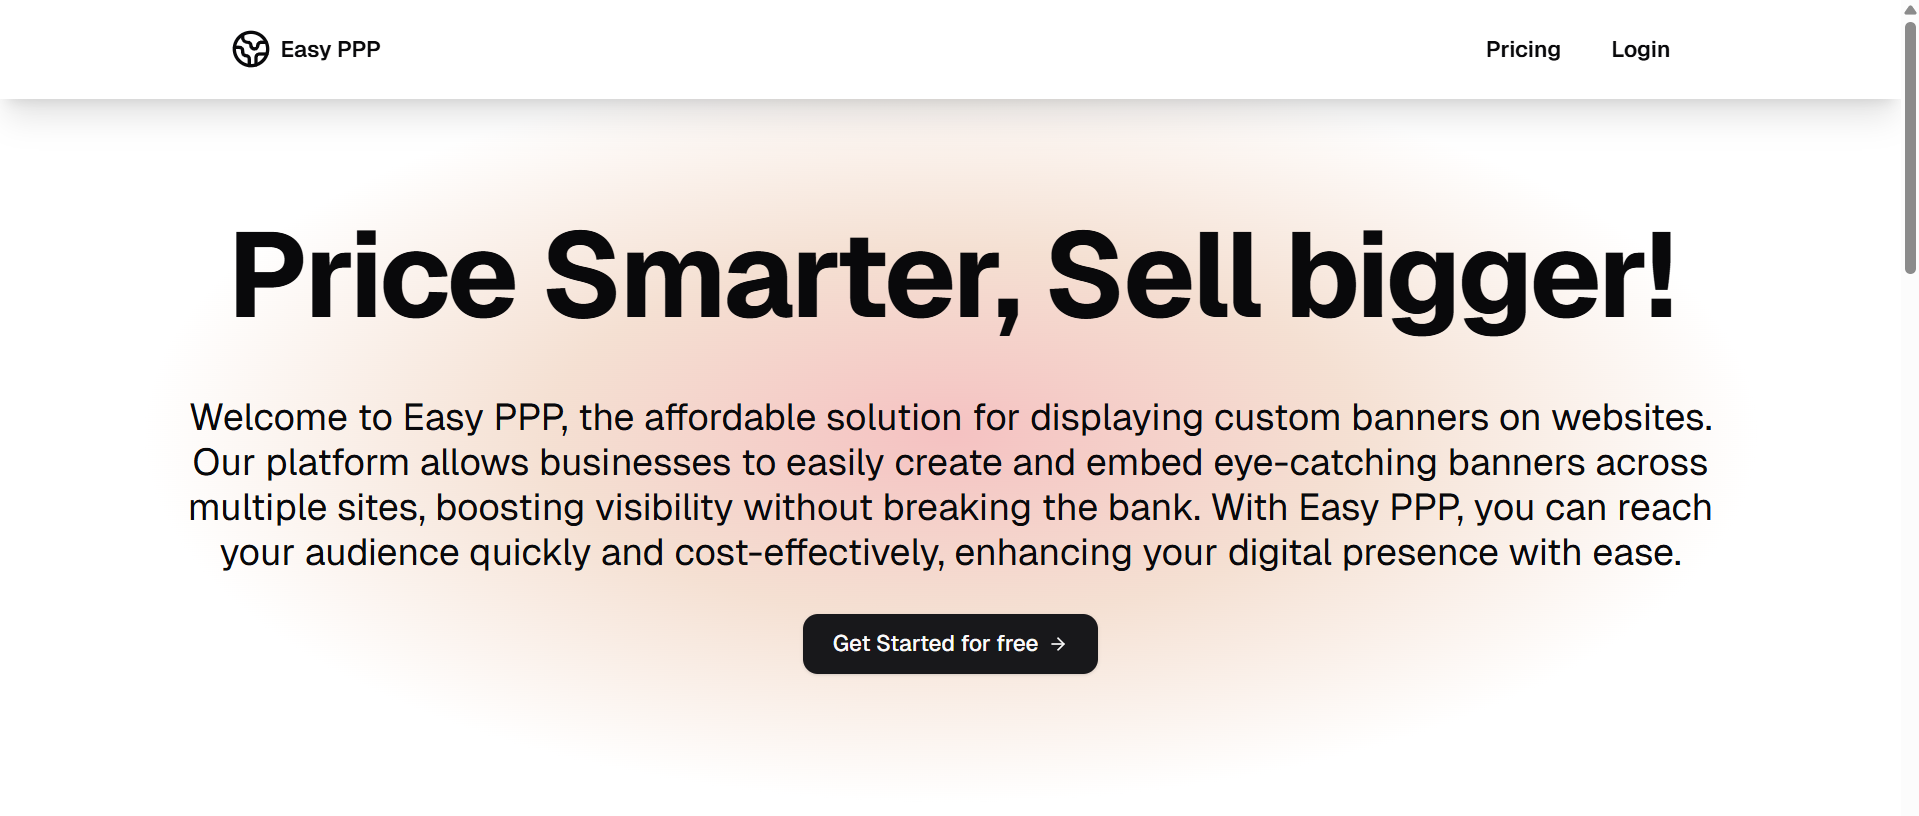 Easy PPP
Pricing
Login
Price Smarter, Sell bigger!
Welcome to Easy PPP, the affordable solution for displaying custom banners on websites.
Our platform allows businesses to easily create and embed eye-catching banners across
multiple sites, boosting visibility without breaking the bank. With Easy PPP, you can reach
your audience quickly and cost-effectively, enhancing your digital presence with ease.
Get Started for free →